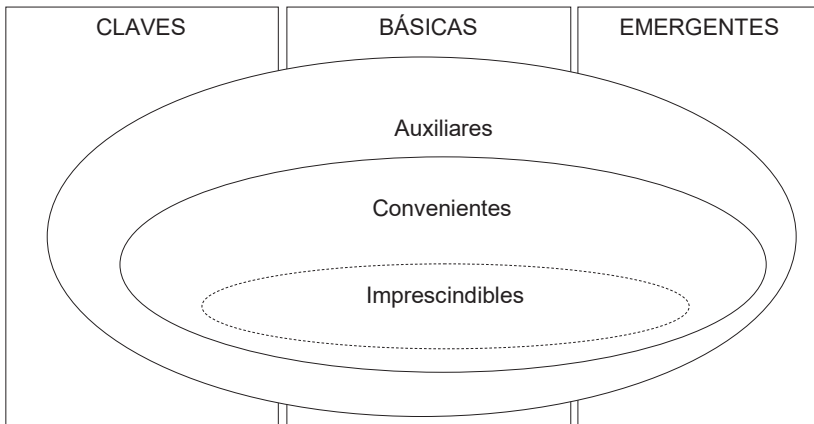 CLAVES
BÁSICAS
EMERGENTES
Auxiliares
Convenientes
Imprescindibles